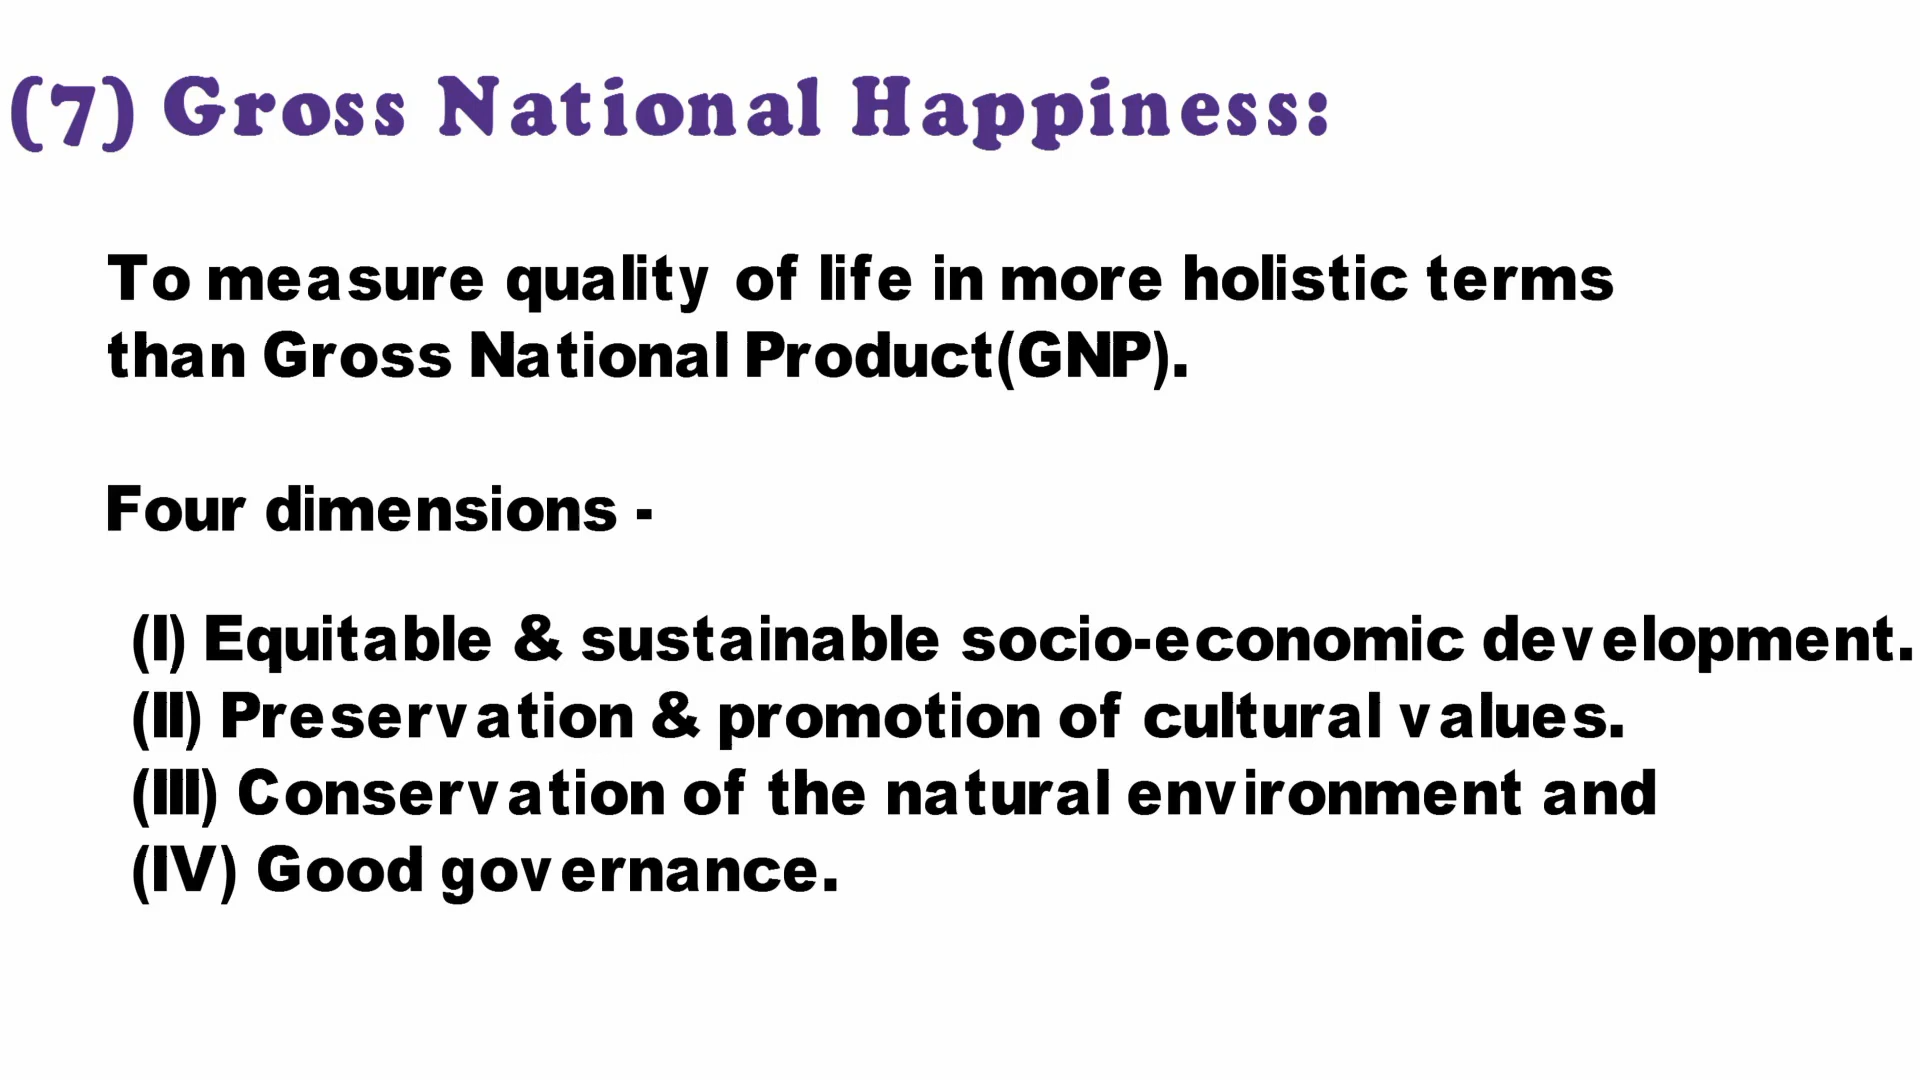 (7) Gross National Happiness:
To measure quality of life in more holistic terms
than Gross National Product(GNP).
Four dimensions -
(I) Equitable & sustainable socio-economic development.
(II) Preservation & promotion of cultural values.
(III) Conservation of the natural environment and
(IV) Good governance.